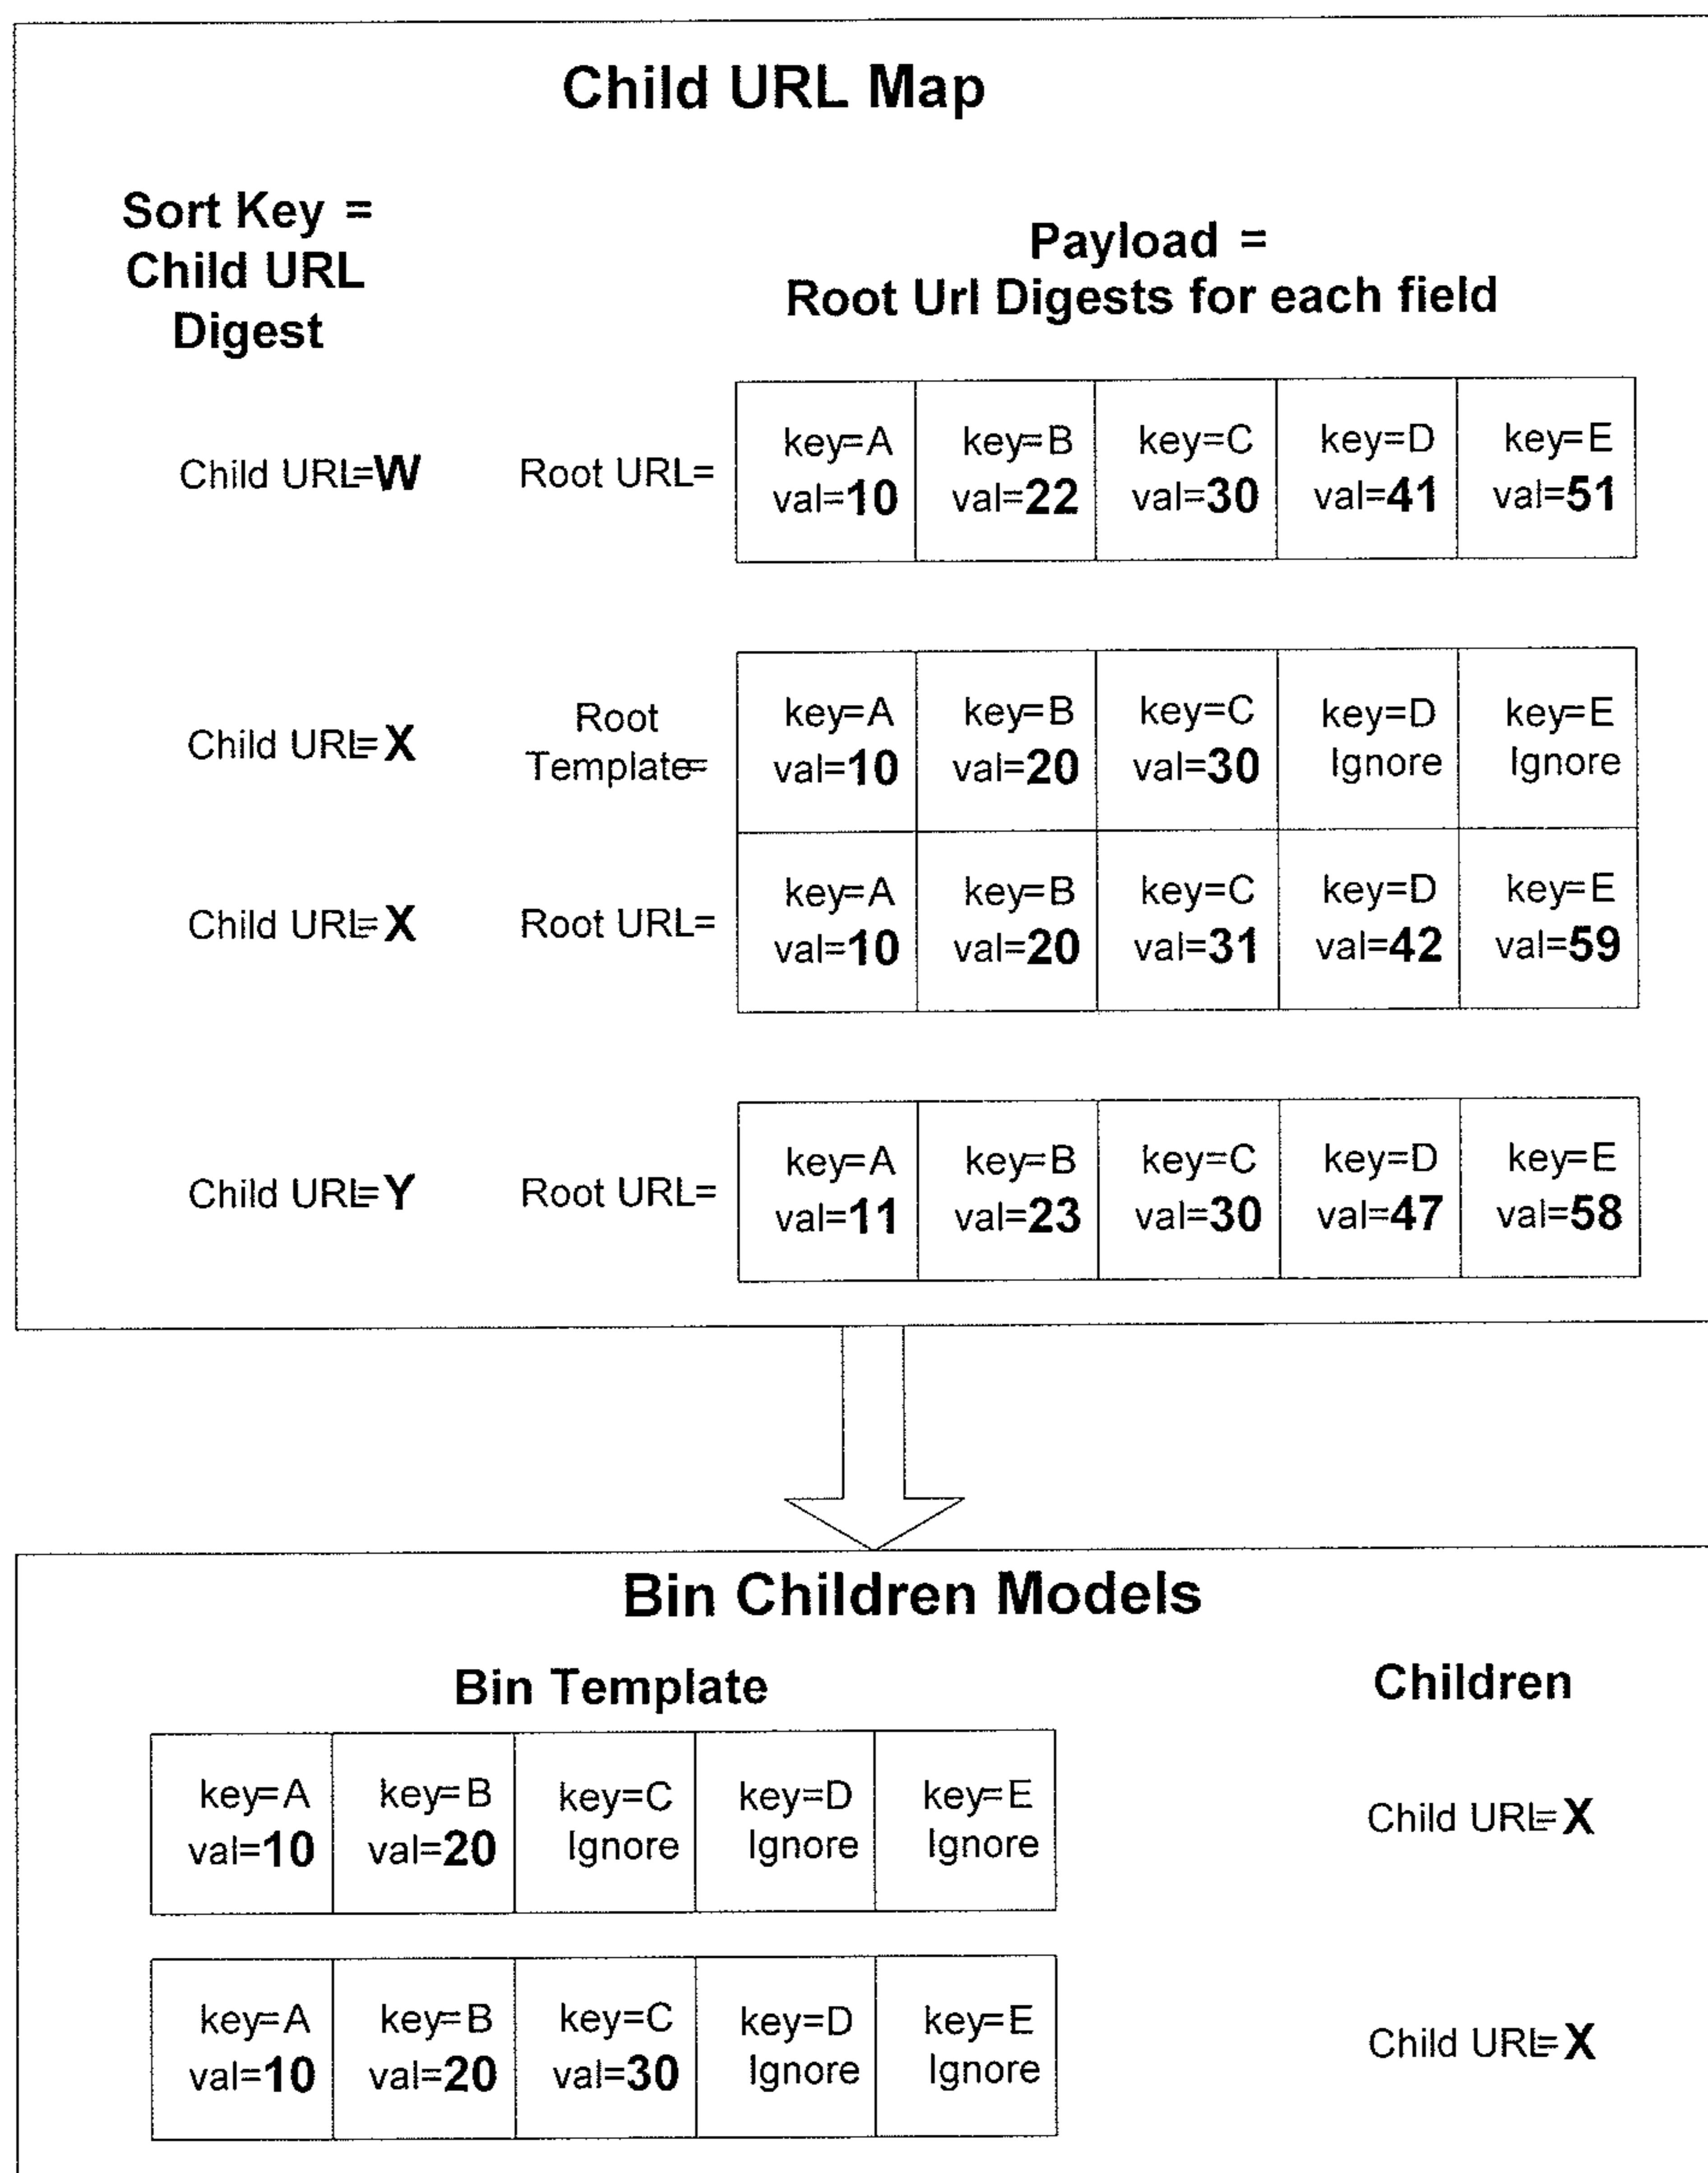 Child URL Map
Sort Key =
Child URL
Digest
Payload =
Root Url Digests for each field
Child URL=W Root URL= key=A key=B key=C key=D key=E
val=10 val=22 val=30 val=41 val=51
Child URL=X Root Template= key=A key=B key=C key=D key=E
val=10 val=20 val=30 Ignore Ignore
Child URL=X Root URL= key=A key=B key=C key=D key=E
val=10 val=20 val=31 val=42 val=59
Child URL=Y Root URL= key=A key=B key=C key=D key=E
val=11 val=23 val=30 val=47 val=58
Bin Children Models
Bin Template Children
key=A key=B key=C key=D key=E Child URL=X
val=10 val=20 Ignore Ignore Ignore
key=A key=B key=C key=D key=E Child URL=X
val=10 val=20 val=30 Ignore Ignore